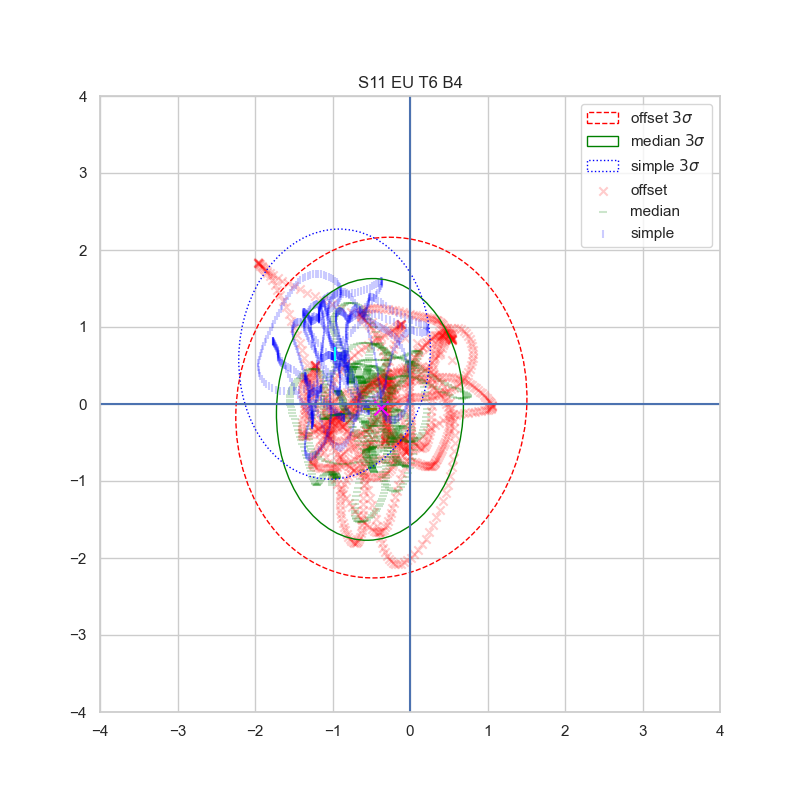 S11 EU T6 B4
4
3
2
1
0
−1
−2
−3
−4
−4
−3
−2
−1
0
1
2
3
4
offset 3σ
median 3σ
simple 3σ
offset
median
simple